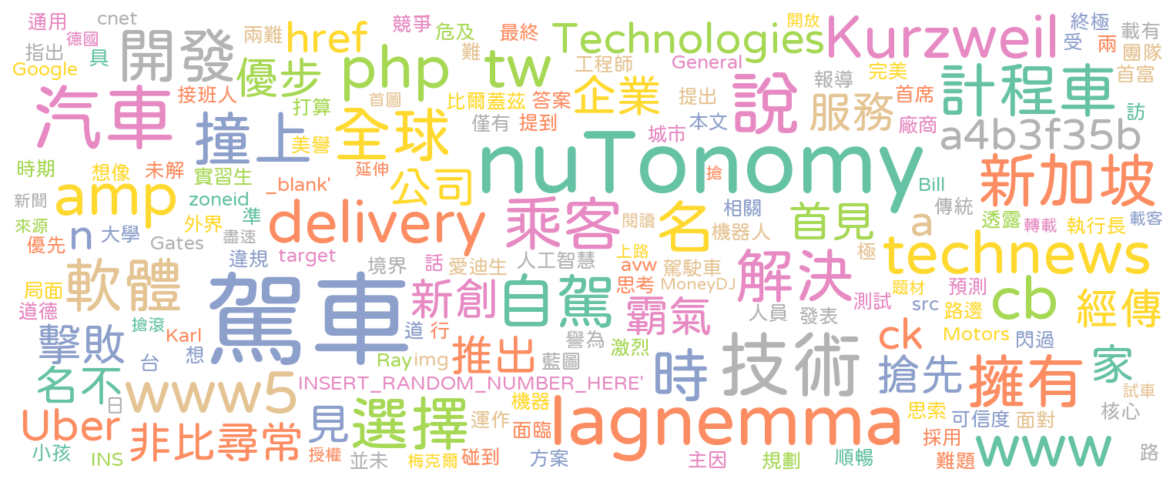 通用 cnet
兩難 href 競爭 危及 最終 Technologies Kurzweil 開放 終極 載有
指出 德國 具 開發 優步 php tw 工程師 General 報導 完美 受 兩 團隊
Google 接班人 打算 首圖 比爾蓋茲 答案 企業 提出 說 服務 首席 計程車 首富
汽車 撞上 美譽 全球 僅有 提到 城市 本文 廠商 a4b3f35b 訪
時期 想像 未解 實習生 _blank' 延伸 公司 nuTonomy 搶 Bill 傳統 新加坡
新聞 amp zoneid 外界 準 delivery 乘客 閱讀 名 相關 首見 a 透露 轉載 執行長 載客
來源 優先 n 大學 Gates 盡速 違規 target 境界 話 愛迪生 人工智慧 上路 機器人 極 technews
局面 道德 軟體 駕車 新創 自駕 avw 思考 駕駛車 MoneyDJ 霸氣 解決 人員 測試 題材 預測 src cb 經傳
擊敗 搶滾 Karl 想 道 行 推出 譽為 激烈 發表 路邊 Motors 閃過
名不 台 日 www5 Ray img 藍圖 時 技術 搶先 ck 擁有 家 試車
INSERT_RANDOM_NUMBER_HERE' 機器 思索 可信度 面對 核心
Uber 非比尋常 見 授權 選擇 運作 面臨 lagnemma 採用 www
小孩 INS 並未 梅克爾 碰到 方案 主因 規劃 順暢 難題 路
難